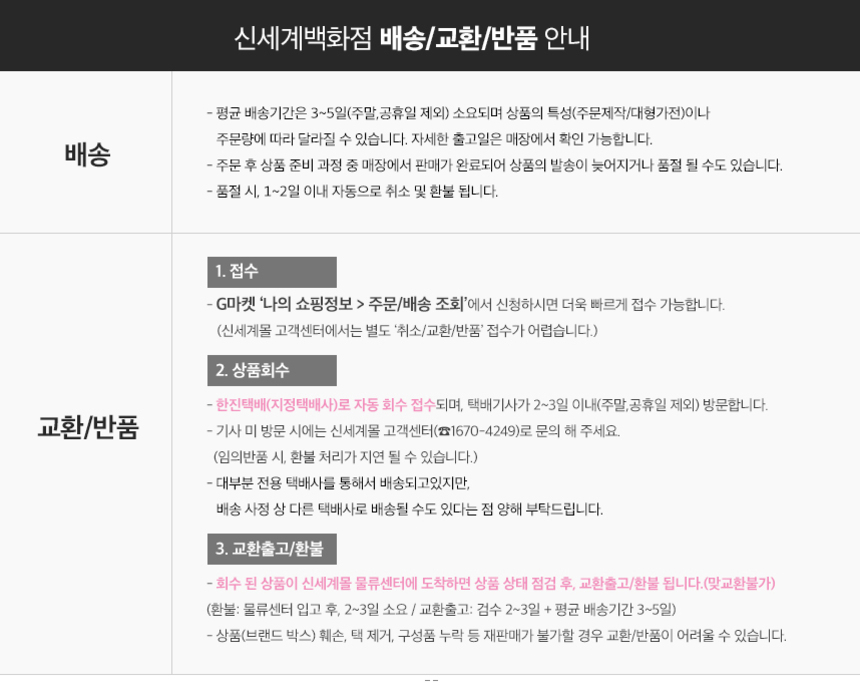 신세계백화점 배송/교환/반품 안내
배송
- 평균 배송기간은 3~5일(주말,공휴일 제외) 소요되며 상품의 특성(주문제작/대형가전)이나
주문량에 따라 달라질 수 있습니다. 자세한 출고일은 매장에서 확인 가능합니다.
- 주문 후 상품 준비 과정 중 매장에서 판매가 완료되어 상품의 발송이 늦어지거나 품절 될 수도 있습니다.
- 품절 시, 1~2일 이내 자동으로 취소 및 환불 됩니다.
교환/반품
1. 접수
- G마켓 ‘나의 쇼핑정보 > 주문/배송 조회’에서 신청하시면 더욱 빠르게 접수 가능합니다.
(신세계몰 고객센터에서는 별도 ‘취소/교환/반품’ 접수가 어렵습니다.)
2. 상품회수
- 한진택배(지정택배사)로 자동 회수 접수되며, 택배기사가 2~3일 이내(주말,공휴일 제외) 방문합니다.
- 기사 미 방문 시에는 신세계몰 고객센터(☎1670-4249)로 문의 해 주세요.
(임의반품 시, 환불 처리가 지연 될 수 있습니다.)
- 대부분 전용 택배사를 통해서 배송되고있지만,
배송 사정 상 다른 택배사로 배송될 수도 있다는 점 양해 부탁드립니다.
3. 교환출고/환불
- 회수 된 상품이 신세계몰 물류센터에 도착하면 상품 상태 점검 후, 교환출고/환불 됩니다.(맞교환불가)
(환불: 물류센터 입고 후, 2~3일 소요 / 교환출고: 검수 2~3일 + 평균 배송기간 3~5일)
- 상품(브랜드 박스) 훼손, 택 제거, 구성품 누락 등 재판매가 불가할 경우 교환/반품이 어려울 수 있습니다.